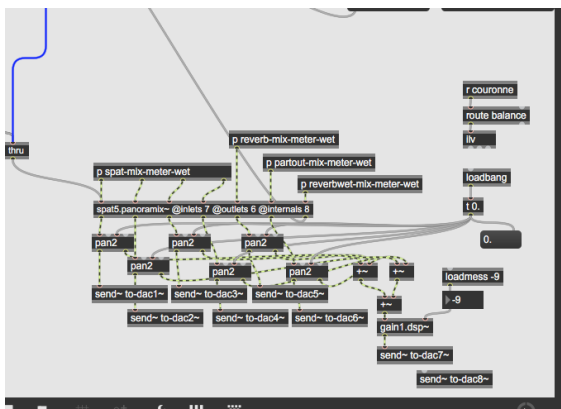 r couronne
route balance
iiv
thru
p reverb-mix-meter-wet
p partout-mix-meter-wet
p spat-mix-meter-wet
p reverbwet-mix-meter-wet
loadbang
spat5.panoramix~ @inlets 7 @outlets 6 @internals 8
t 0.
pan2
pan2
pan2
0.
pan2
pan2
pan2
+~
+~
loadmess -9
send~ to-dac1~
send~ to-dac3~
send~ to-dac5~
+~
-9
send~ to-dac2~
send~ to-dac4~
send~ to-dac6~
gain1.dsp~
send~ to-dac7~
send~ to-dac8~